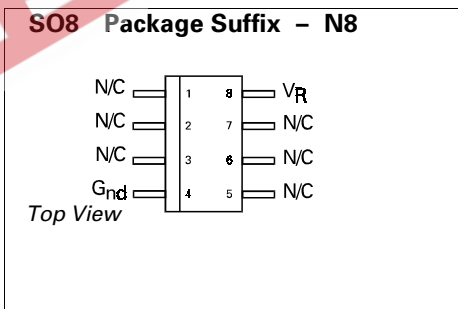 SO8 Package Suffix – N8
N/C 1 8 VR
N/C 2 7 N/C
N/C 3 6 N/C
Gnd 4 5 N/C
Top View